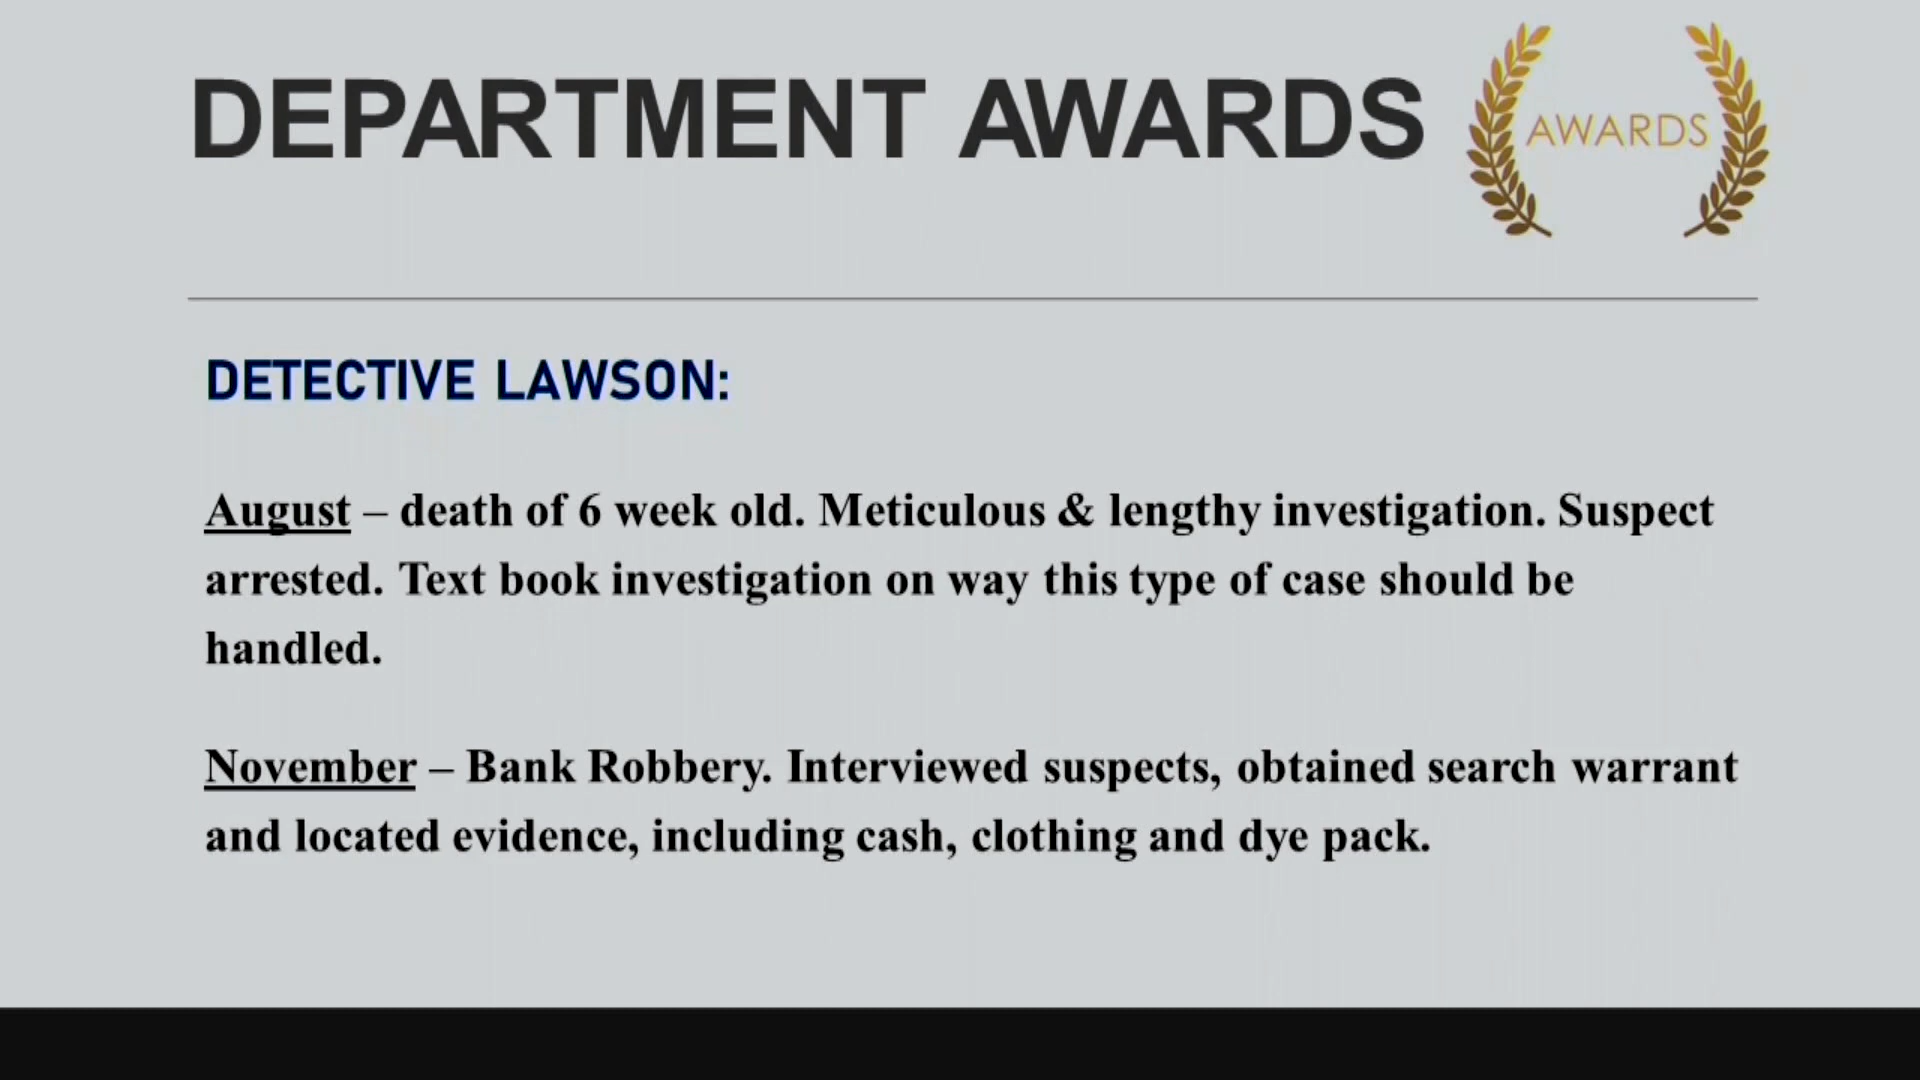 DEPARTMENT AWARDS
AWARDS
DETECTIVE LAWSON:
August – death of 6 week old. Meticulous & lengthy investigation. Suspect
arrested. Text book investigation on way this type of case should be
handled.
November – Bank Robbery. Interviewed suspects, obtained search warrant
and located evidence, including cash, clothing and dye pack.